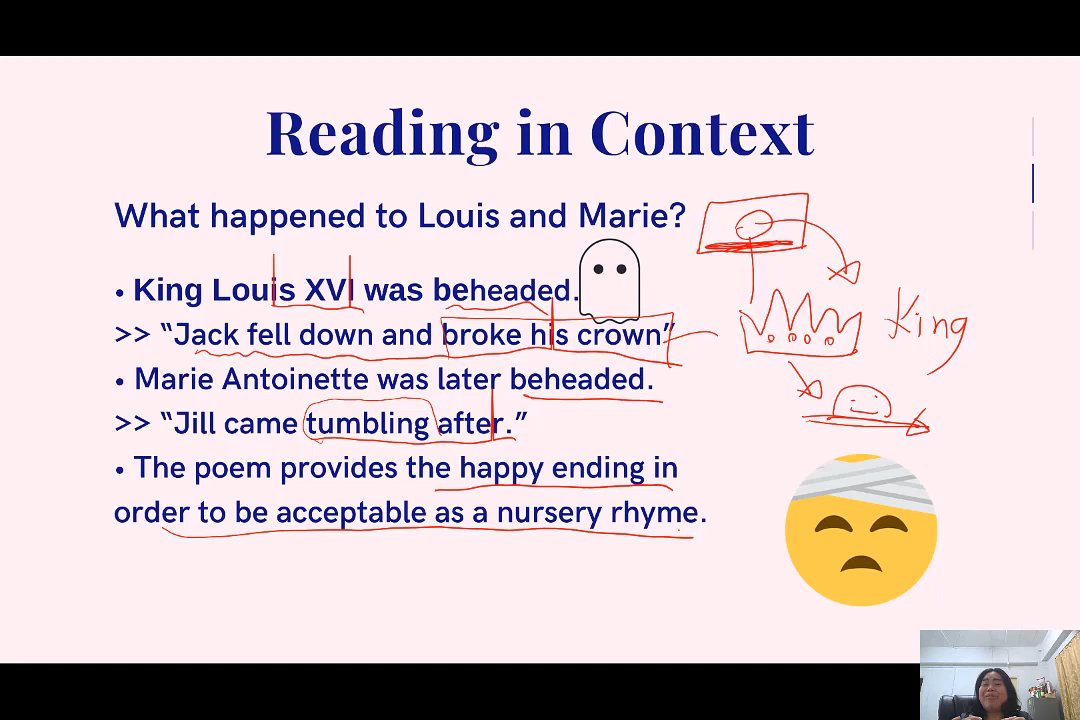 Reading in Context
What happened to Louis and Marie?
• King Louis XVI was beheaded.
>> “Jack fell down and broke his crown”
King
• Marie Antoinette was later beheaded.
>> “Jill came tumbling after.”
• The poem provides the happy ending in
order to be acceptable as a nursery rhyme.